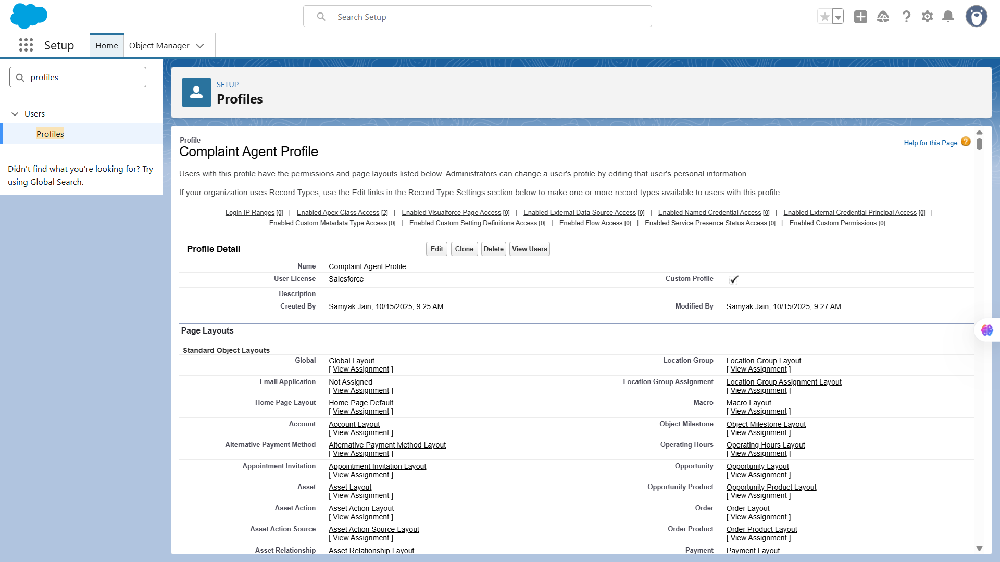 Search Setup
Setup
Home
Object Manager
profiles
Users
Profiles
Didn't find what you're looking for? Try
using Global Search.
SETUP
Profiles
Profile
Complaint Agent Profile
Help for this Page ?
Users with this profile have the permissions and page layouts listed below. Administrators can change a user's profile by editing that user's personal information.
If your organization uses Record Types, use the Edit links in the Record Type Settings section below to make one or more record types available to users with this profile.
Login IP Ranges [0] | Enabled Apex Class Access [2] | Enabled Visualforce Page Access [0] | Enabled External Data Source Access [0] | Enabled Named Credential Access [0] | Enabled External Credential Principal Access [0] |
Enabled Custom Metadata Type Access [0] | Enabled Custom Setting Definitions Access [0] | Enabled Flow Access [0] | Enabled Service Presence Status Access [0] | Enabled Custom Permissions [0]
Profile Detail Edit Clone Delete View Users
Name Complaint Agent Profile
User License Salesforce Custom Profile
Description
Created By Samyak Jain, 10/15/2025, 9:25 AM Modified By Samyak Jain, 10/15/2025, 9:27 AM
Page Layouts
Standard Object Layouts
Global Global Layout Location Group Location Group Layout
[ View Assignment ] [ View Assignment ]
Email Application Not Assigned Location Group Assignment Location Group Assignment Layout
[ View Assignment ] [ View Assignment ]
Home Page Layout Home Page Default Macro Macro Layout
[ View Assignment ] [ View Assignment ]
Account Account Layout Object Milestone Object Milestone Layout
[ View Assignment ] [ View Assignment ]
Alternative Payment Method Alternative Payment Method Layout Operating Hours Operating Hours Layout
[ View Assignment ] [ View Assignment ]
Appointment Invitation Appointment Invitation Layout Opportunity Opportunity Layout
[ View Assignment ] [ View Assignment ]
Asset Asset Layout Opportunity Product Opportunity Product Layout
[ View Assignment ] [ View Assignment ]
Asset Action Asset Action Layout Order Order Layout
[ View Assignment ] [ View Assignment ]
Asset Action Source Asset Action Source Layout Order Product Order Product Layout
[ View Assignment ] [ View Assignment ]
Asset Relationship Asset Relationship Layout Payment Payment Layout